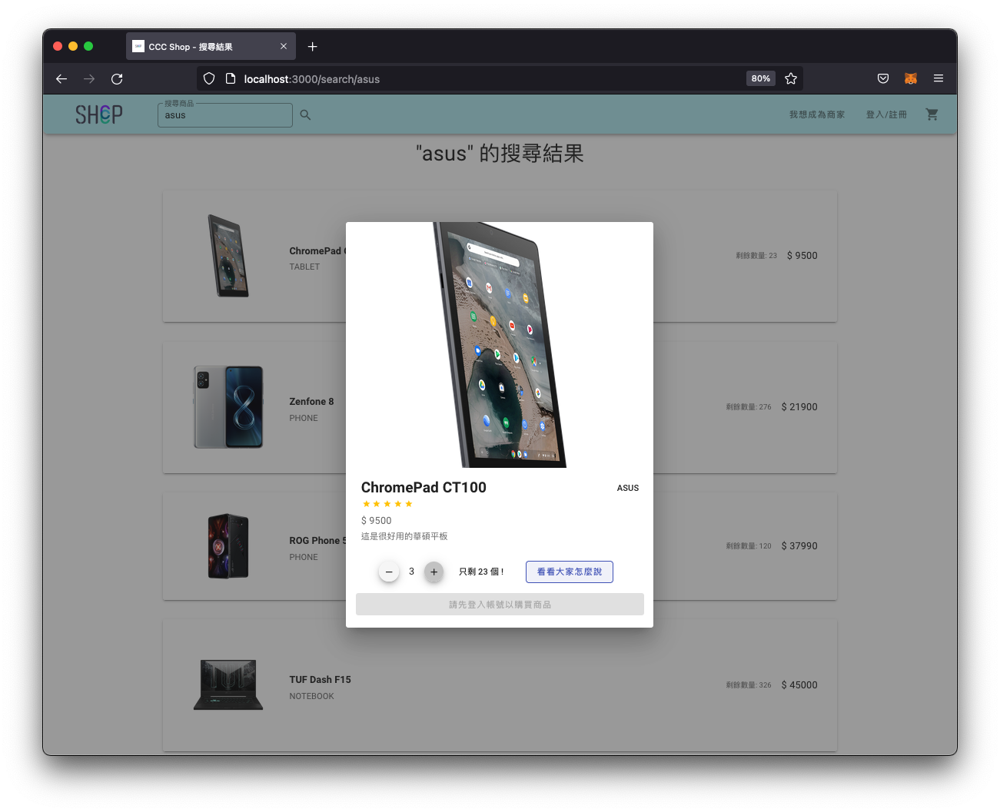 CCC Shop - 搜尋結果
localhost:3000/search/asus
80%
SHOP
搜尋商品
asus
我想成為商家
登入/註冊
"asus" 的搜尋結果
ChromePad
TABLET
剩餘數量: 23
$ 9500
Zenfone 8
PHONE
剩餘數量: 276
$ 21900
ROG Phone 5
PHONE
剩餘數量: 120
$ 37990
TUF Dash F15
NOTEBOOK
剩餘數量: 326
$ 45000
ChromePad CT100
ASUS
$ 9500
這是很好用的華碩平板
3
只剩 23 個 !
看看大家怎麼說
請先登入帳號以購買商品